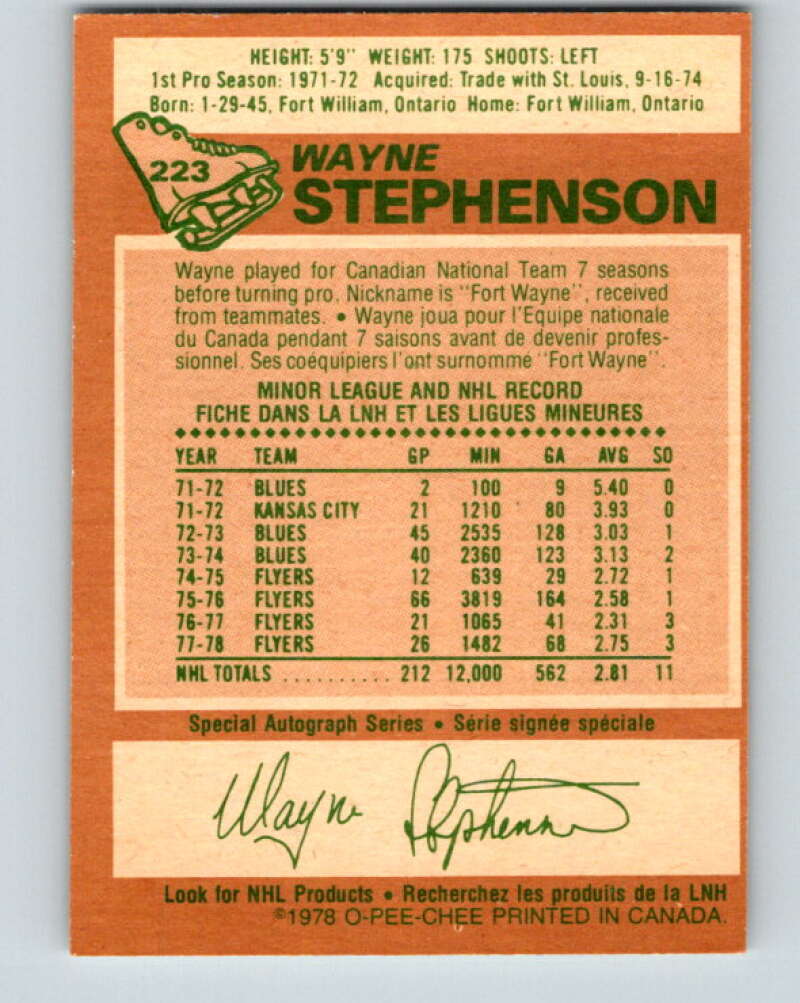 HEIGHT: 5'9" WEIGHT: 175 SHOOTS: LEFT
1st Pro Season: 1971-72 Acquired: Trade with St. Louis, 9-16-74
Born: 1-29-45, Fort William, Ontario Home: Fort William, Ontario
223
WAYNE
STEPHENSON
Wayne played for Canadian National Team 7 seasons
before turning pro. Nickname is "Fort Wayne", received
from teammates. • Wayne joua pour l'Equipe nationale
du Canada pendant 7 saisons avant de devenir profes-
sionnel. Ses coéquipiers l'ont surnommé "Fort Wayne".
MINOR LEAGUE AND NHL RECORD
FICHE DANS LA LNH ET LES LIGUES MINEURES
YEAR TEAM GP MIN GA AVG SO
71-72 BLUES 2 100 9 5.40 0
71-72 KANSAS CITY 21 1210 80 3.93 0
72-73 BLUES 45 2535 128 3.03 1
73-74 BLUES 40 2360 123 3.13 2
74-75 FLYERS 12 639 29 2.72 1
75-76 FLYERS 66 3819 164 2.58 1
76-77 FLYERS 21 1065 41 2.31 3
77-78 FLYERS 26 1482 68 2.75 3
NHL TOTALS .......... 212 12,000 562 2.81 11
Special Autograph Series • Série signée spéciale
Wayne Stephenson
Look for NHL Products • Recherchez les produits de la LNH
©1978 O-PEE-CHEE PRINTED IN CANADA.